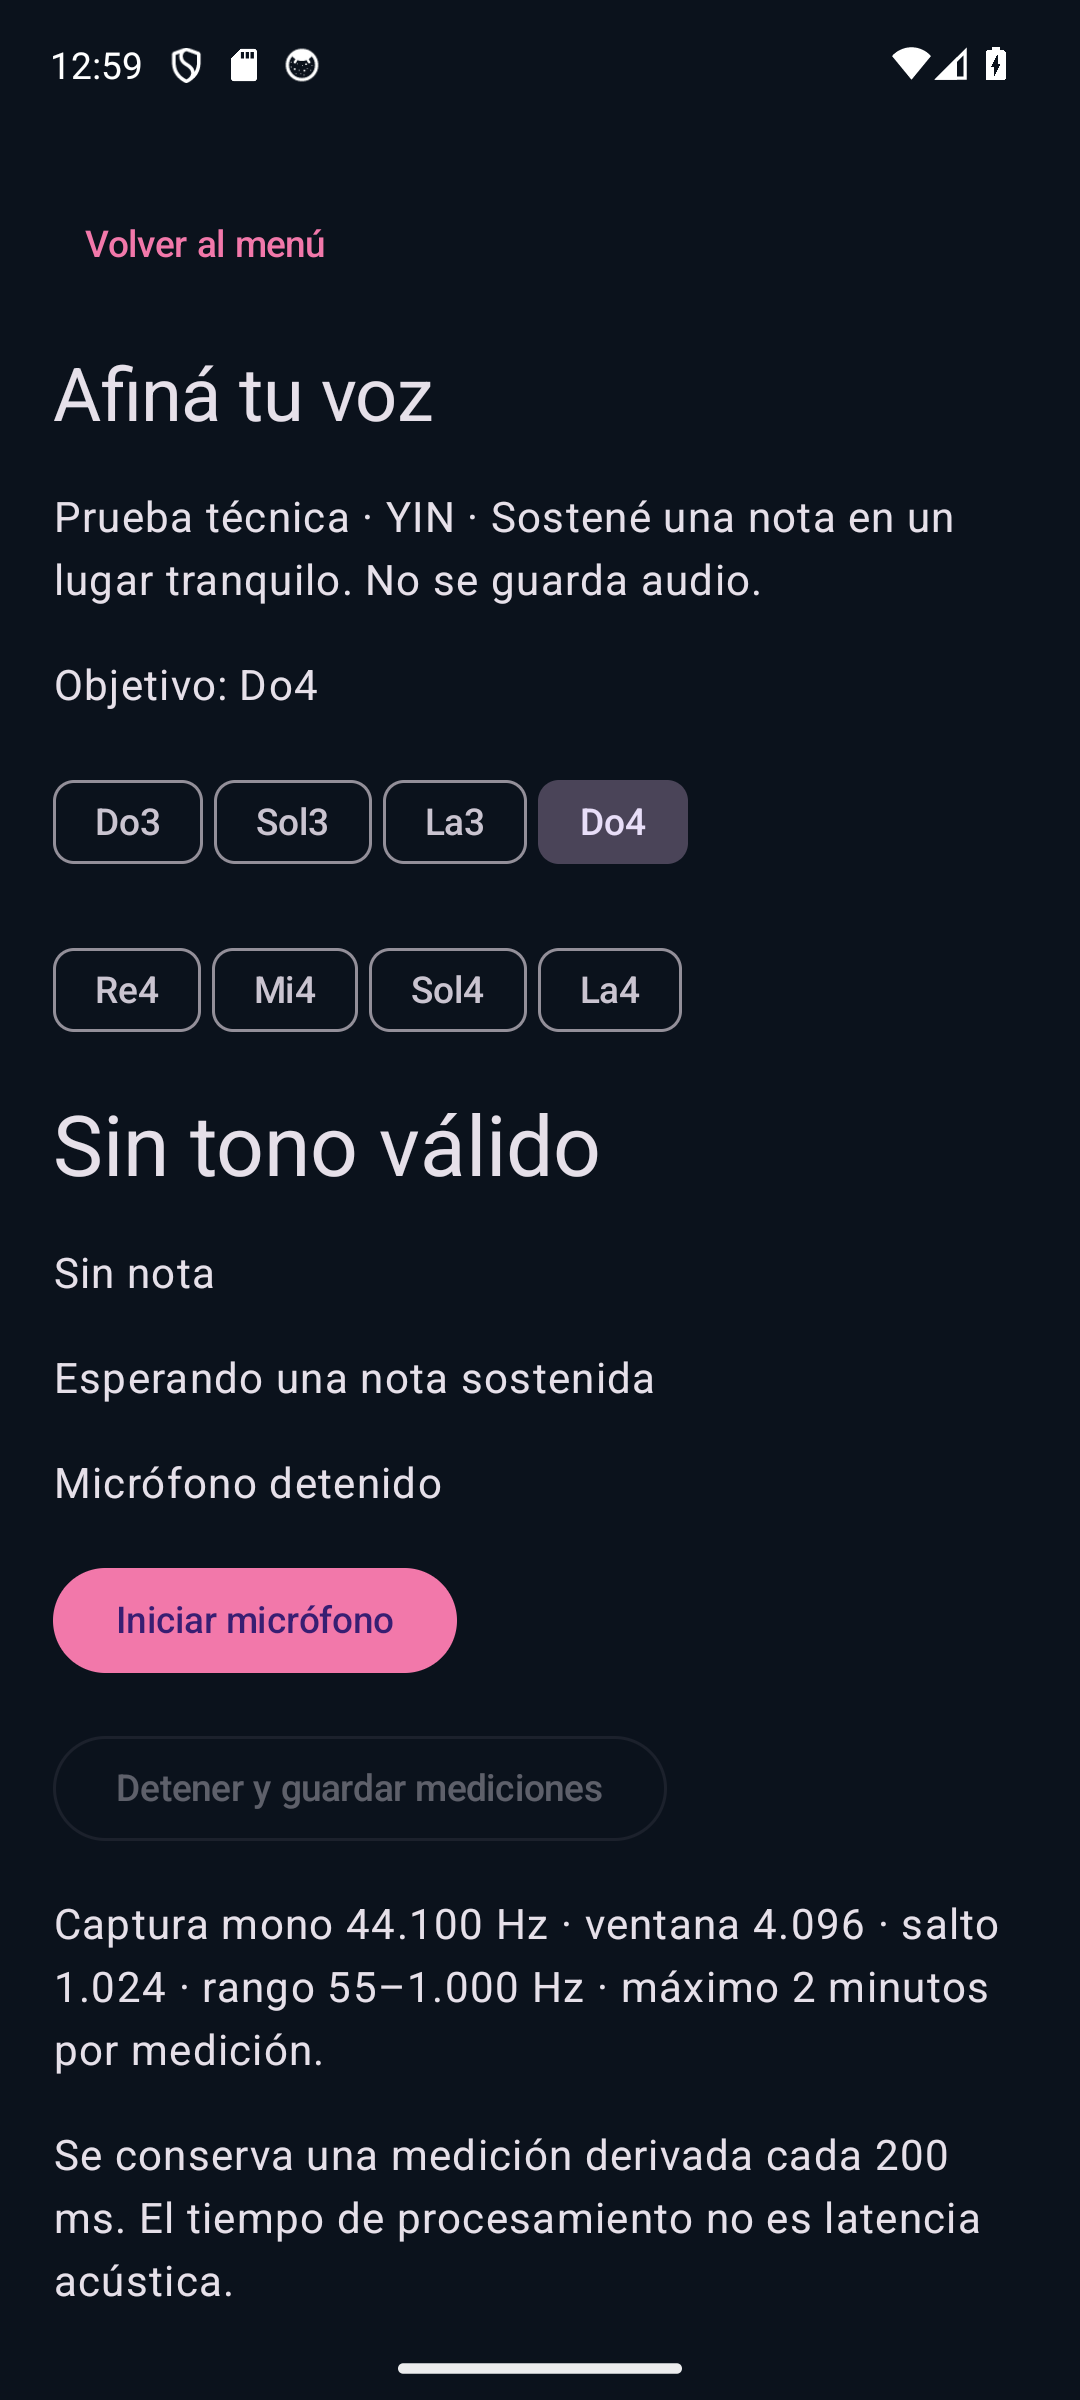 12:59
Volver al menú
Afiná tu voz
Prueba técnica · YIN · Sostené una nota en un
lugar tranquilo. No se guarda audio.
Objetivo: Do4
Do3 Sol3 La3 Do4
Re4 Mi4 Sol4 La4
Sin tono válido
Sin nota
Esperando una nota sostenida
Micrófono detenido
Iniciar micrófono
Detener y guardar mediciones
Captura mono 44.100 Hz · ventana 4.096 · salto
1.024 · rango 55–1.000 Hz · máximo 2 minutos
por medición.
Se conserva una medición derivada cada 200
ms. El tiempo de procesamiento no es latencia
acústica.